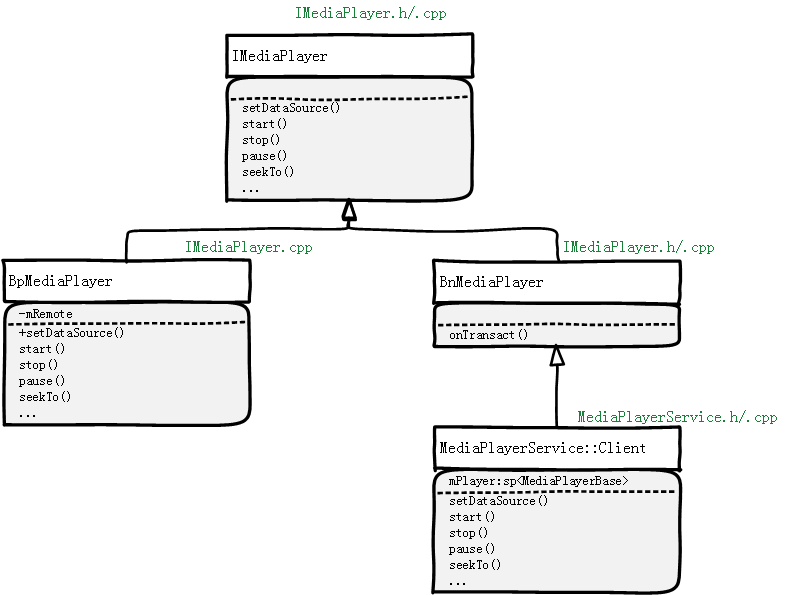 IMediaPlayer.h/.cpp
IMediaPlayer
setDataSource()
start()
stop()
pause()
seekTo()
...
IMediaPlayer.cpp
BpMediaPlayer
-mRemote
+setDataSource()
start()
stop()
pause()
seekTo()
...
IMediaPlayer.h/.cpp
BnMediaPlayer
onTransact()
MediaPlayerService.h/.cpp
MediaPlayerService::Client
mPlayer:sp<MediaPlayerBase>
setDataSource()
start()
stop()
pause()
seekTo()
...